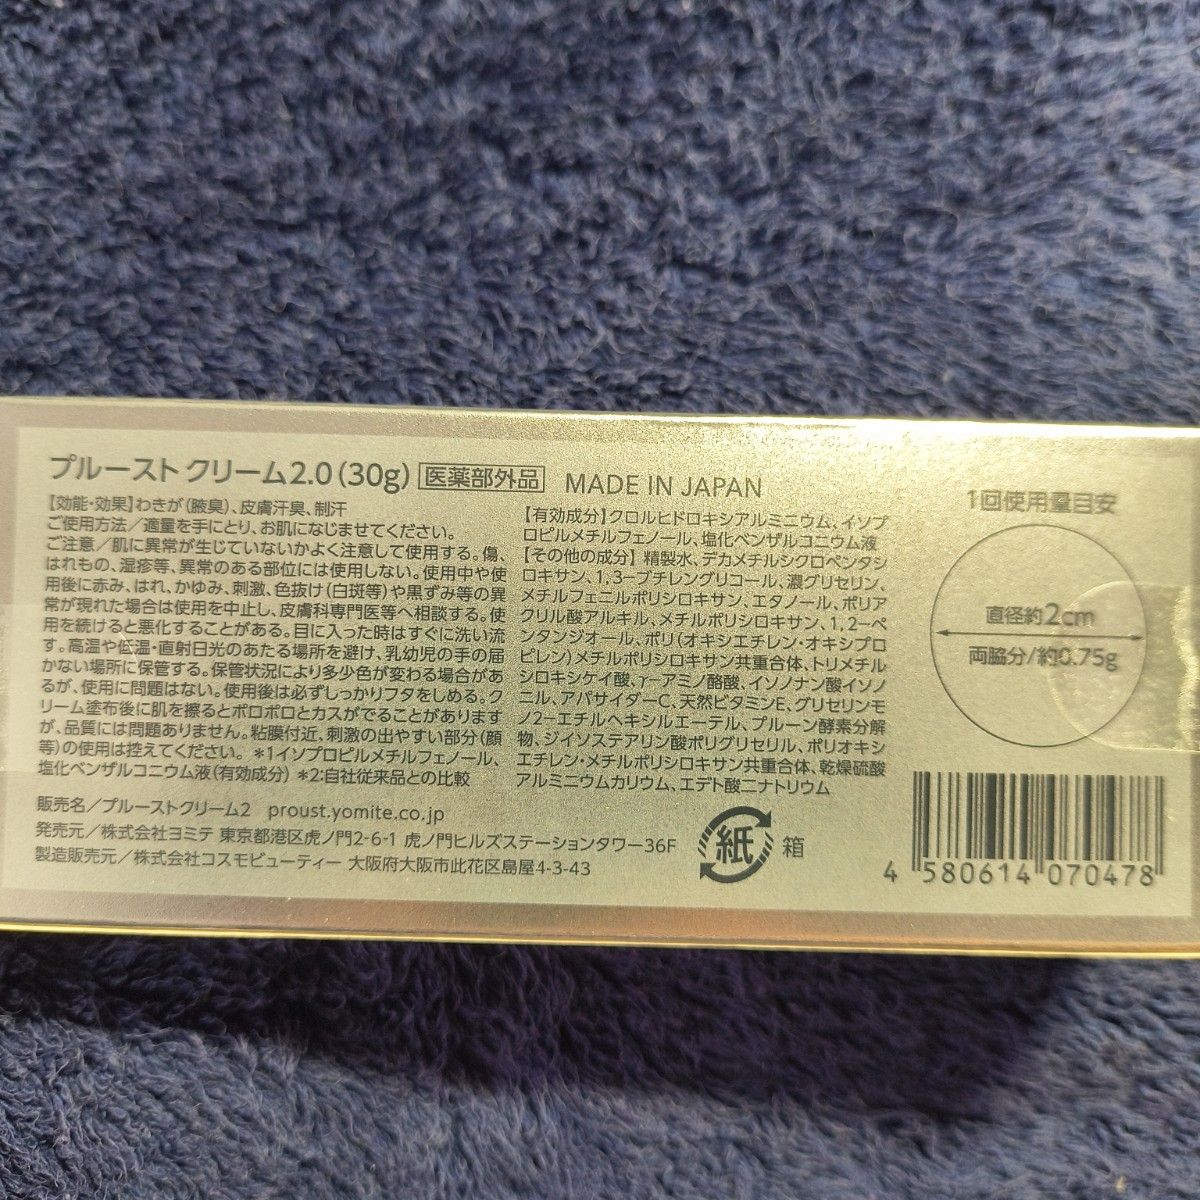 プルースト クリーム2.0(30g) 医薬部外品 MADE IN JAPAN
【効能・効果】わきが(腋臭)、皮膚汗臭、制汗
ご使用方法/適量を手にとり、お肌になじませてください。
ご注意/肌に異常が生じていないかよく注意して使用する。傷、
はれもの、湿疹等、異常のある部位には使用しない。使用中や使
用後に赤み、はれ、かゆみ、刺激、色抜け(白斑等)や黒ずみ等の異
常が現れた場合は使用を中止し、皮膚科専門医等へ相談する。使
用を続けると悪化することがある。目に入った時はすぐに洗い流
す。高温や低温・直射日光のあたる場所を避け、乳幼児の手の届
かない場所に保管する。保管状況により多少色が変わる場合があ
るが、使用に問題はない。使用後は必ずしっかりフタをしめる。ク
リーム塗布後に肌を擦るとポロポロとカスがでることがあります
が、品質には問題ありません。粘膜付近、刺激の出やすい部分(顔
等)の使用は控えてください。 *1イソプロピルメチルフェノール、
塩化ベンザルコニウム液(有効成分) *2:自社従来品との比較
【有効成分】クロルヒドロキシアルミニウム、イソプ
ロピルメチルフェノール、塩化ベンザルコニウム液
【その他の成分】精製水、デカメチルシクロペンタシ
ロキサン、1,3-ブチレングリコール、濃グリセリン、
メチルフェニルポリシロキサン、エタノール、ポリア
クリル酸アルキル、メチルポリシロキサン、1,2-ペ
ンタンジオール、ポリ(オキシエチレン・オキシプロ
ピレン)メチルポリシロキサン共重合体、トリメチル
シロキシケイ酸、γ-アミノ酪酸、イソノナン酸イソノ
ニル、アパサイダーC、天然ビタミンE、グリセリンモ
ノ2-エチルヘキシルエーテル、プルーン酵素分解
物、ジイソステアリン酸ポリグリセリル、ポリオキシ
エチレン・メチルポリシロキサン共重合体、乾燥硫酸
アルミニウムカリウム、エデト酸二ナトリウム
1回使用量目安
直径約2cm
両脇分/約0.75g
販売名/プルーストクリーム2 proust.yomite.co.jp
発売元/株式会社ヨミテ 東京都港区虎ノ門2-6-1 虎ノ門ヒルズステーションタワー36F
製造販売元/株式会社コスモビューティー 大阪府大阪市此花区島屋4-3-43
紙 箱
4 580614 070478